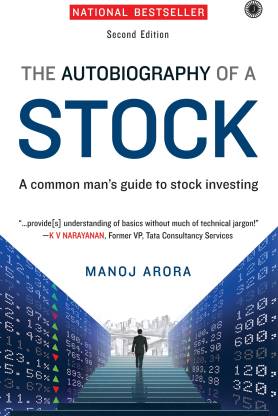 NATIONAL BESTSELLER
Second Edition
THE AUTOBIOGRAPHY OF A
STOCK
A common man's guide to stock investing
"...provide[s] understanding of basics without much of technical jargon!"
—K V NARAYANAN, Former VP, Tata Consultancy Services
MANOJ ARORA